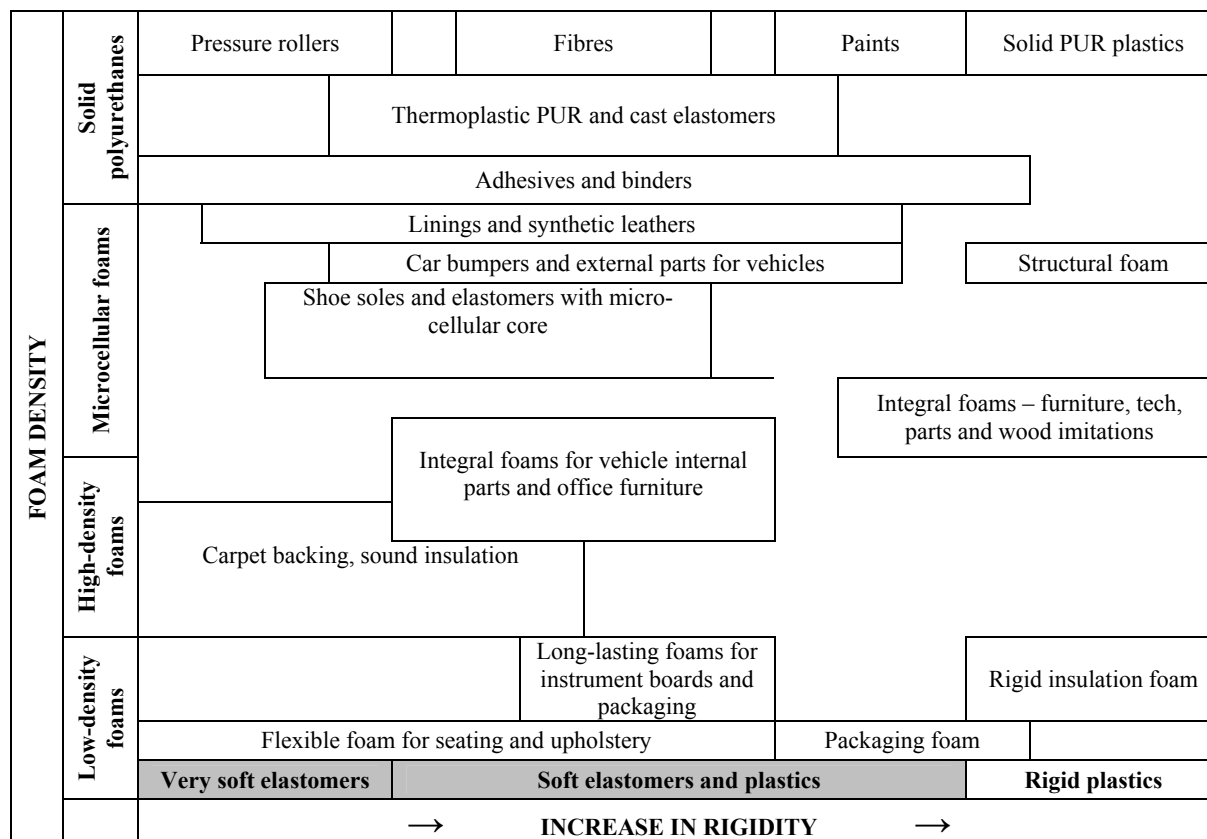 FOAM DENSITY
Solid
polyurethanes
Pressure rollers
Fibres
Paints
Solid PUR plastics
Thermoplastic PUR and cast elastomers
Adhesives and binders
Microcellular foams
Linings and synthetic leathers
Car bumpers and external parts for vehicles
Structural foam
Shoe soles and elastomers with micro-
cellular core
Integral foams – furniture, tech,
parts and wood imitations
High-density
foams
Integral foams for vehicle internal
parts and office furniture
Carpet backing, sound insulation
Low-density
foams
Long-lasting foams for
instrument boards and
packaging
Rigid insulation foam
Flexible foam for seating and upholstery
Packaging foam
Very soft elastomers
Soft elastomers and plastics
Rigid plastics
→ INCREASE IN RIGIDITY →